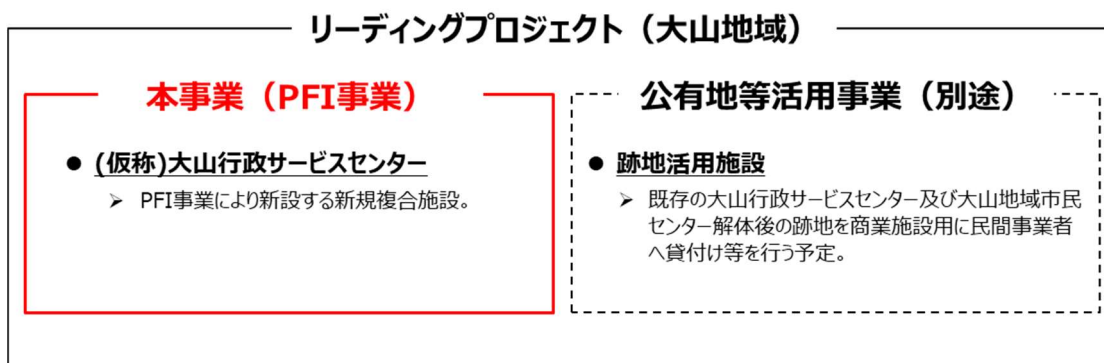 リーディングプロジェクト（大山地域）
本事業（PFI事業）
● (仮称)大山行政サービスセンター
➢ PFI事業により新設する新規複合施設。
公有地等活用事業（別途）
● 跡地活用施設
➢ 既存の大山行政サービスセンター及び大山地域市民
センター解体後の跡地を商業施設用に民間事業者
へ貸付け等を行う予定。